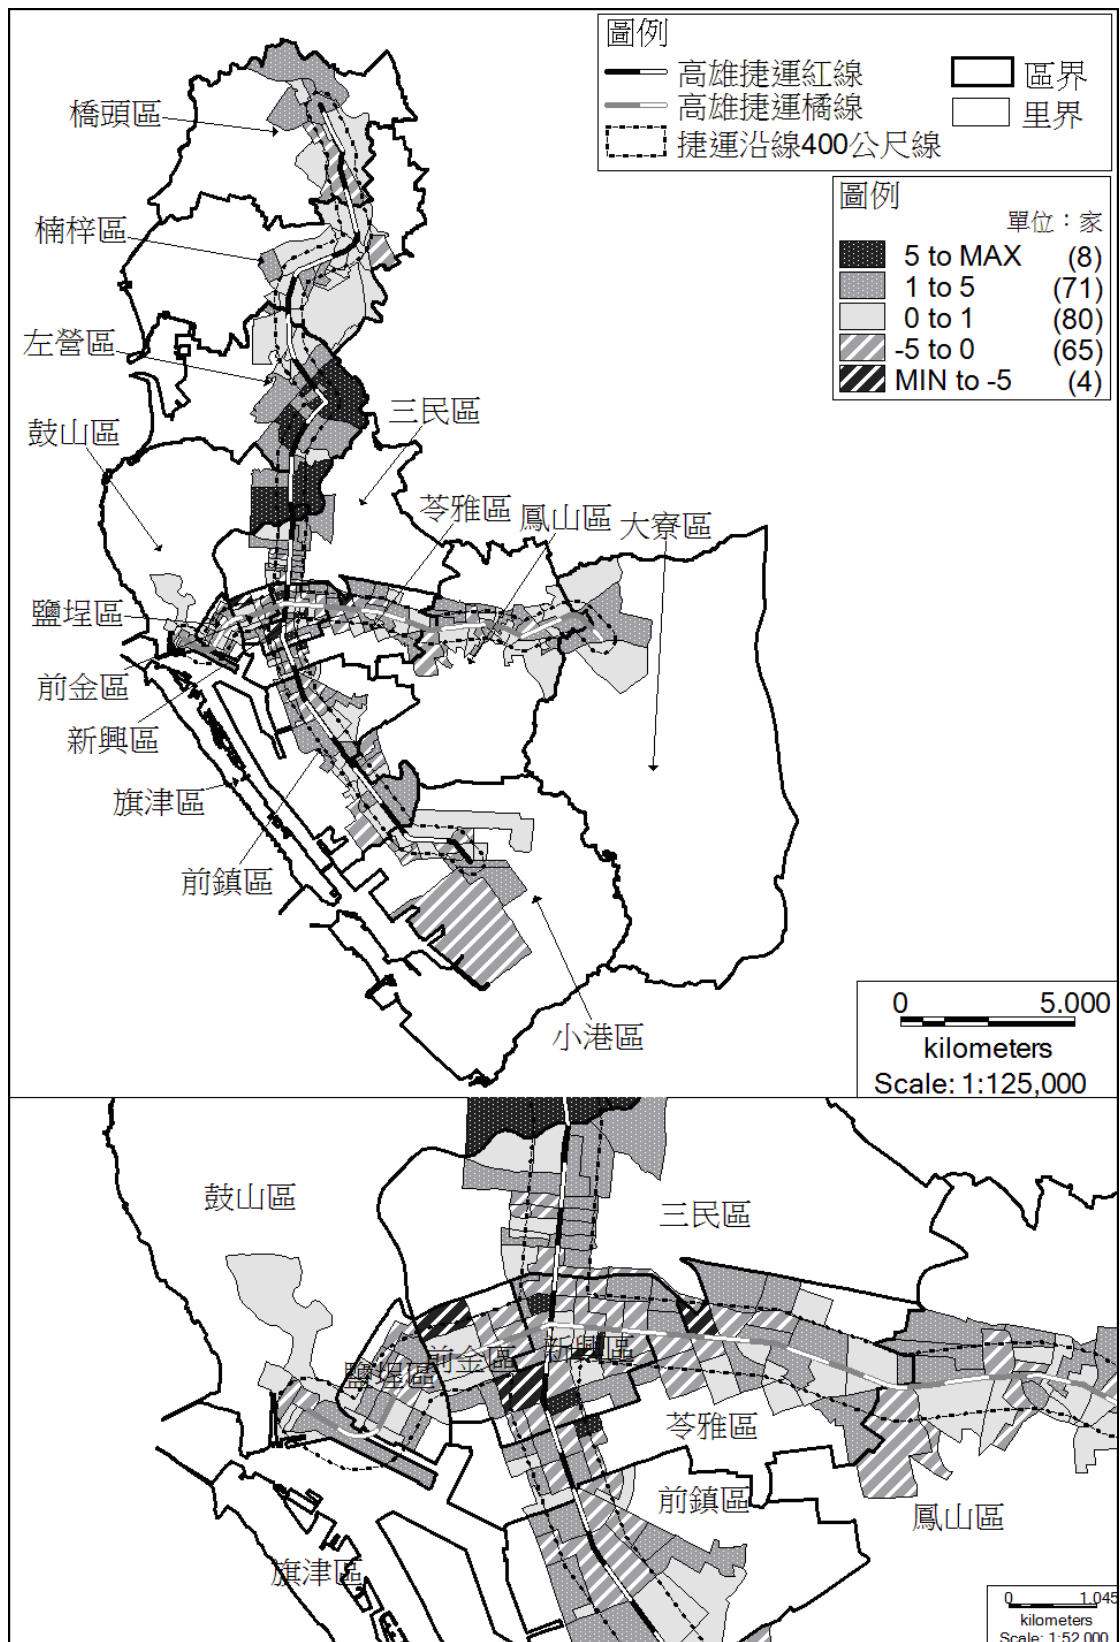 圖例
高雄捷運紅線
區界
高雄捷運橘線
里界
捷運沿線400公尺線
圖例
單位：家
5 to MAX (8)
1 to 5 (71)
0 to 1 (80)
-5 to 0 (65)
MIN to -5 (4)
橋頭區
楠梓區
左營區
鼓山區
三民區
苓雅區
鳳山區
大寮區
鹽埕區
前金區
新興區
旗津區
前鎮區
小港區
0 5.000
kilometers
Scale: 1:125,000
鼓山區
三民區
鹽埕區
前金區
新興區
苓雅區
前鎮區
鳳山區
旗津區
0 1.045
kilometers
Scale: 1:52,000